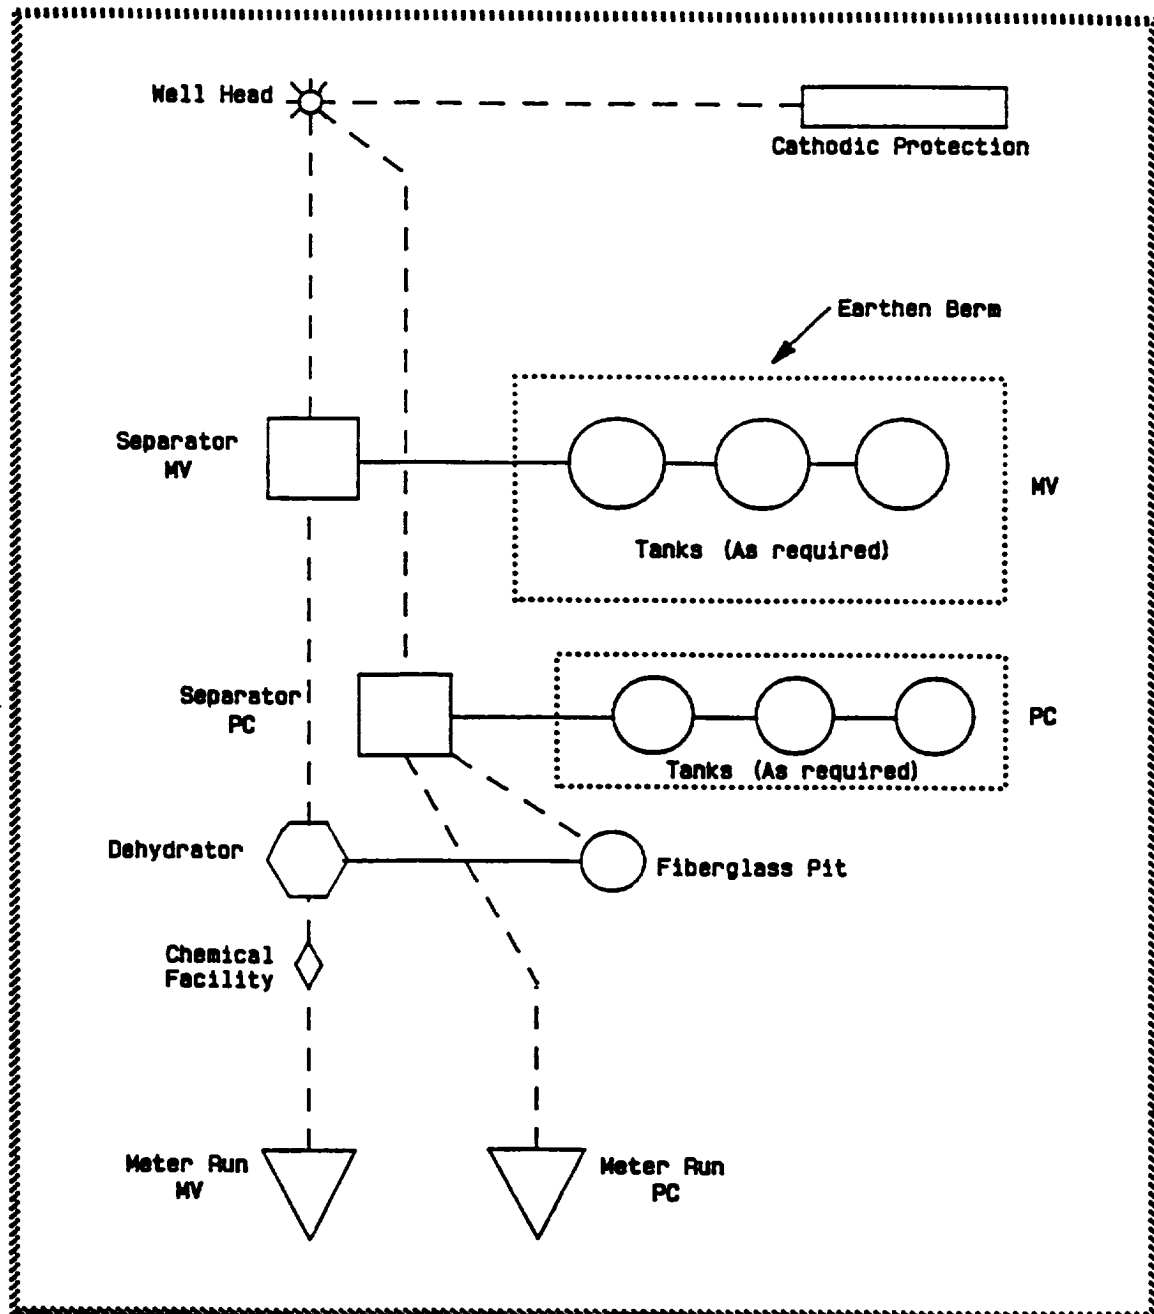 Well Head
Cathodic Protection
Earthen Berm
Separator
MV
MV
Tanks (As required)
Separator
PC
PC
Tanks (As required)
Dehydrator
Fiberglass Pit
Chemical
Facility
Meter Run
MV
Meter Run
PC